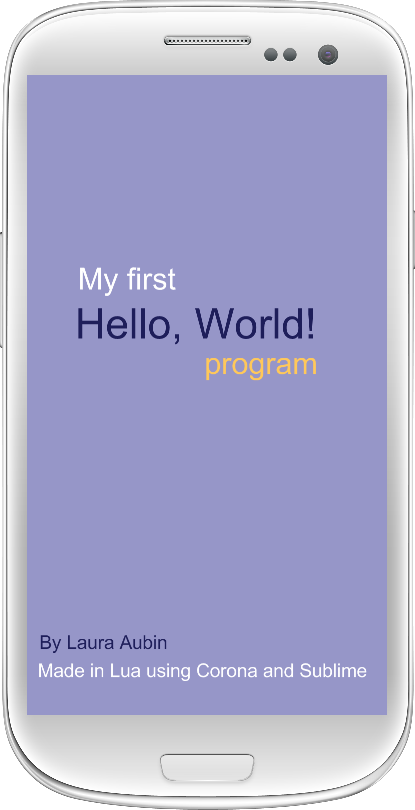 My first
Hello, World!
program
By Laura Aubin
Made in Lua using Corona and Sublime